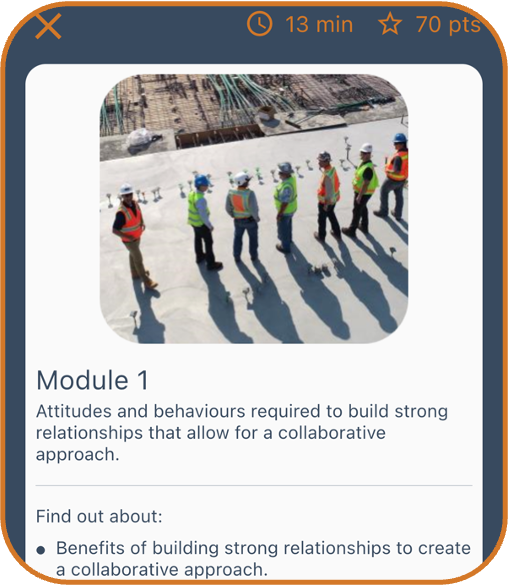 13 min 70 pts
Module 1
Attitudes and behaviours required to build strong
relationships that allow for a collaborative
approach.
Find out about:
• Benefits of building strong relationships to create
a collaborative approach.